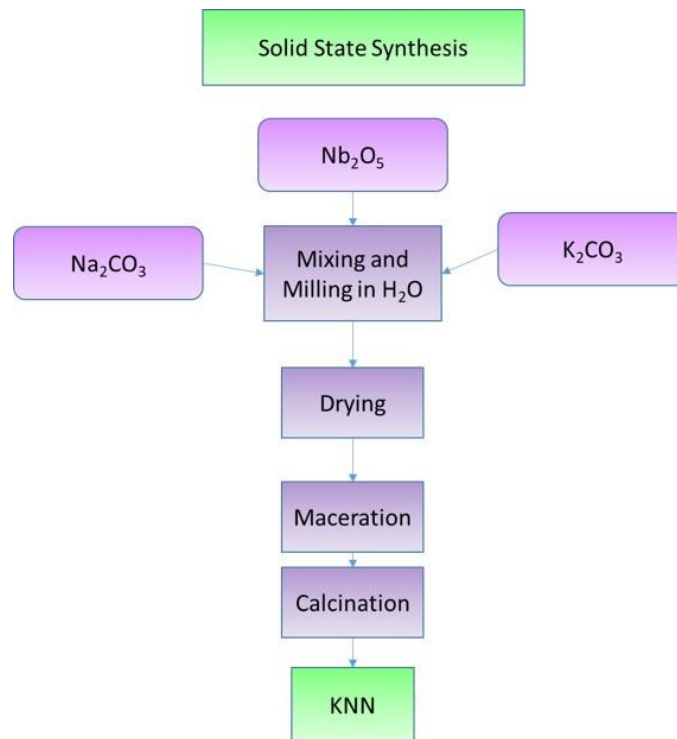 Solid State Synthesis
Nb₂O₅
Na₂CO₃
Mixing and
Milling in H₂O
K₂CO₃
Drying
Maceration
Calcination
KNN